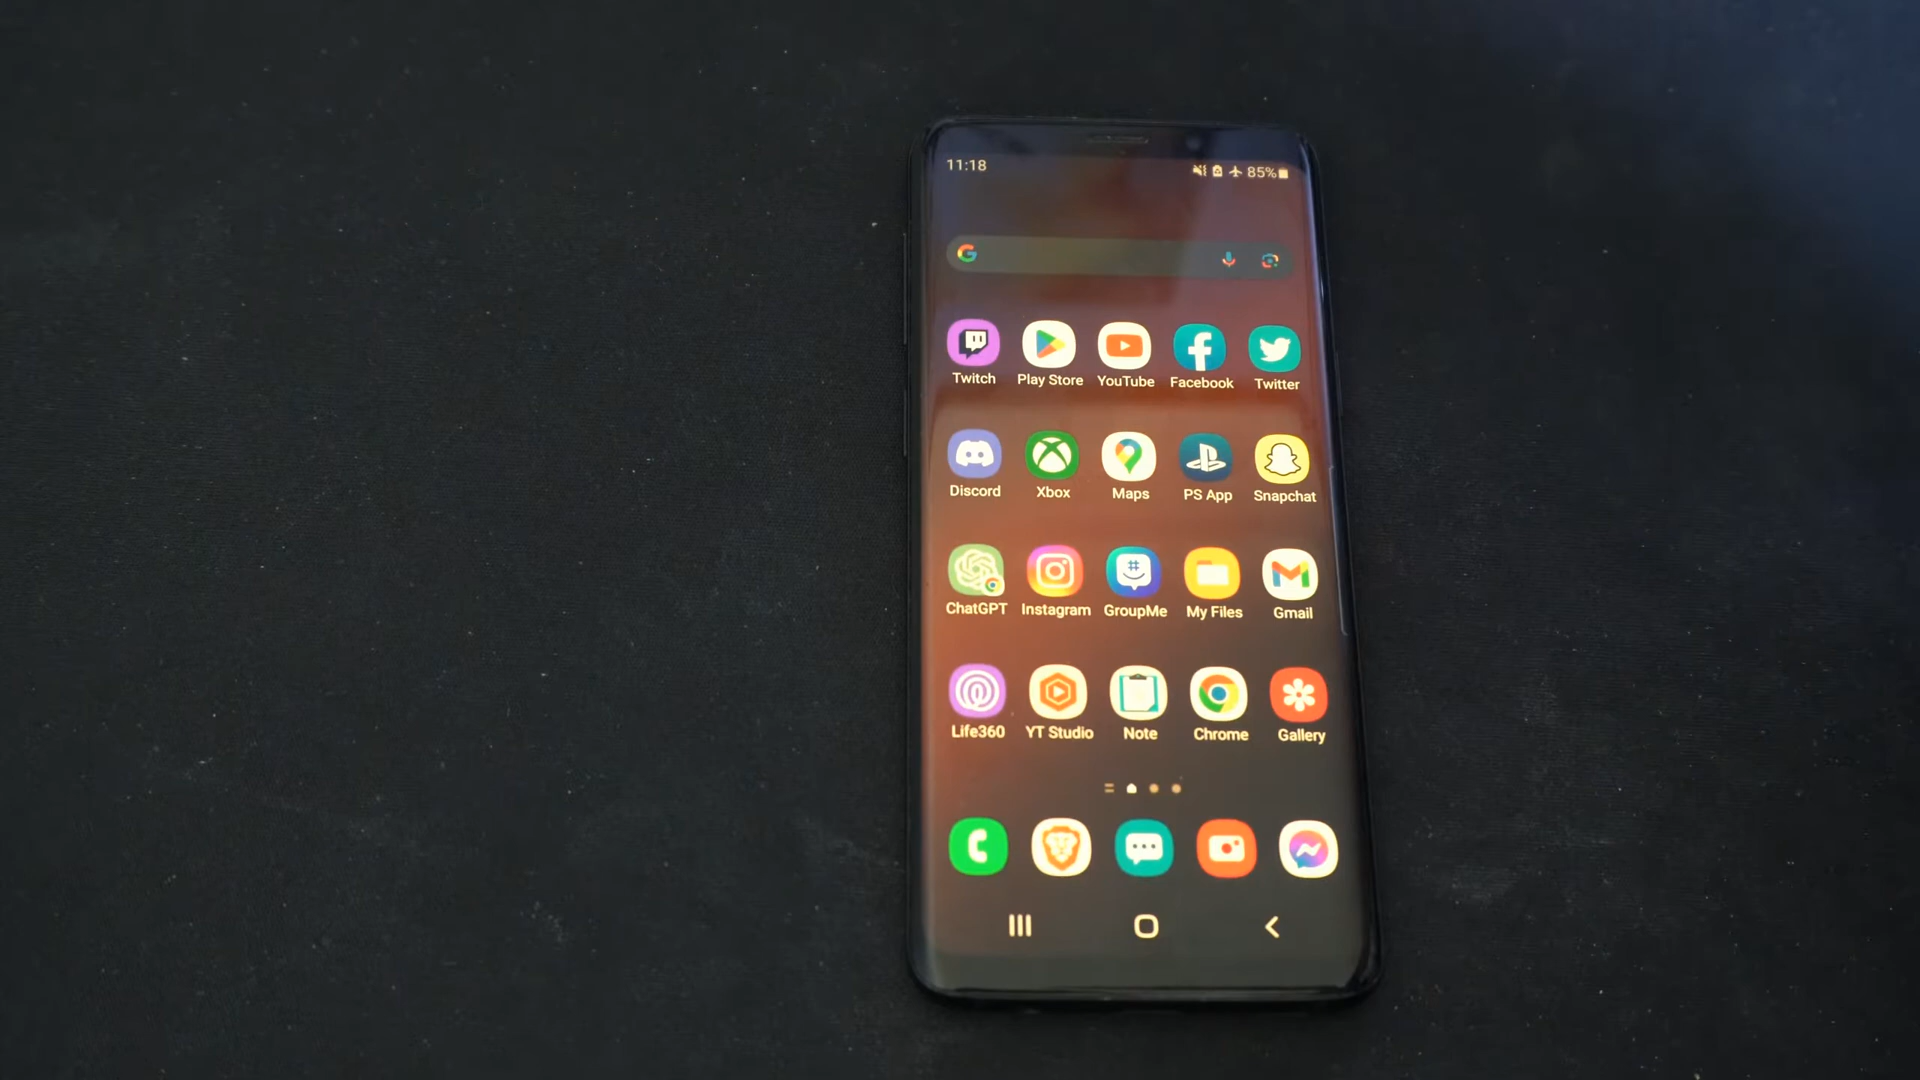 11:18 85%
Twitch Play Store YouTube Facebook Twitter
Discord Xbox Maps PS App Snapchat
ChatGPT Instagram GroupMe My Files Gmail
Life360 YT Studio Note Chrome Gallery